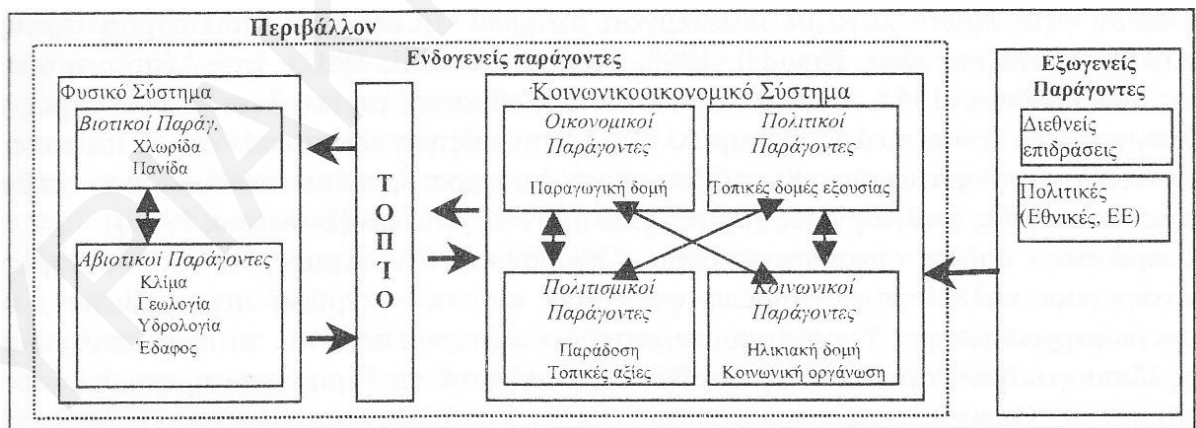 Περιβάλλον
Ενδογενείς παράγοντες
Φυσικό Σύστημα
Βιοτικοί Παράγ.
Χλωρίδα
Πανίδα
Αβιοτικοί Παράγοντες
Κλίμα
Γεωλογία
Υδρολογία
Έδαφος
ΤΟΠΙΟ
Κοινωνικοοικονομικό Σύστημα
Οικονομικοί
Παράγοντες
Παραγωγική δομή
Πολιτικοί
Παράγοντες
Τοπικές δομές εξουσίας
Πολιτισμικοί
Παράγοντες
Παράδοση
Τοπικές αξίες
Κοινωνικοί
Παράγοντες
Ηλικιακή δομή
Κοινωνική οργάνωση
Εξωγενείς
Παράγοντες
Διεθνείς
επιδράσεις
Πολιτικές
(Εθνικές, ΕΕ)